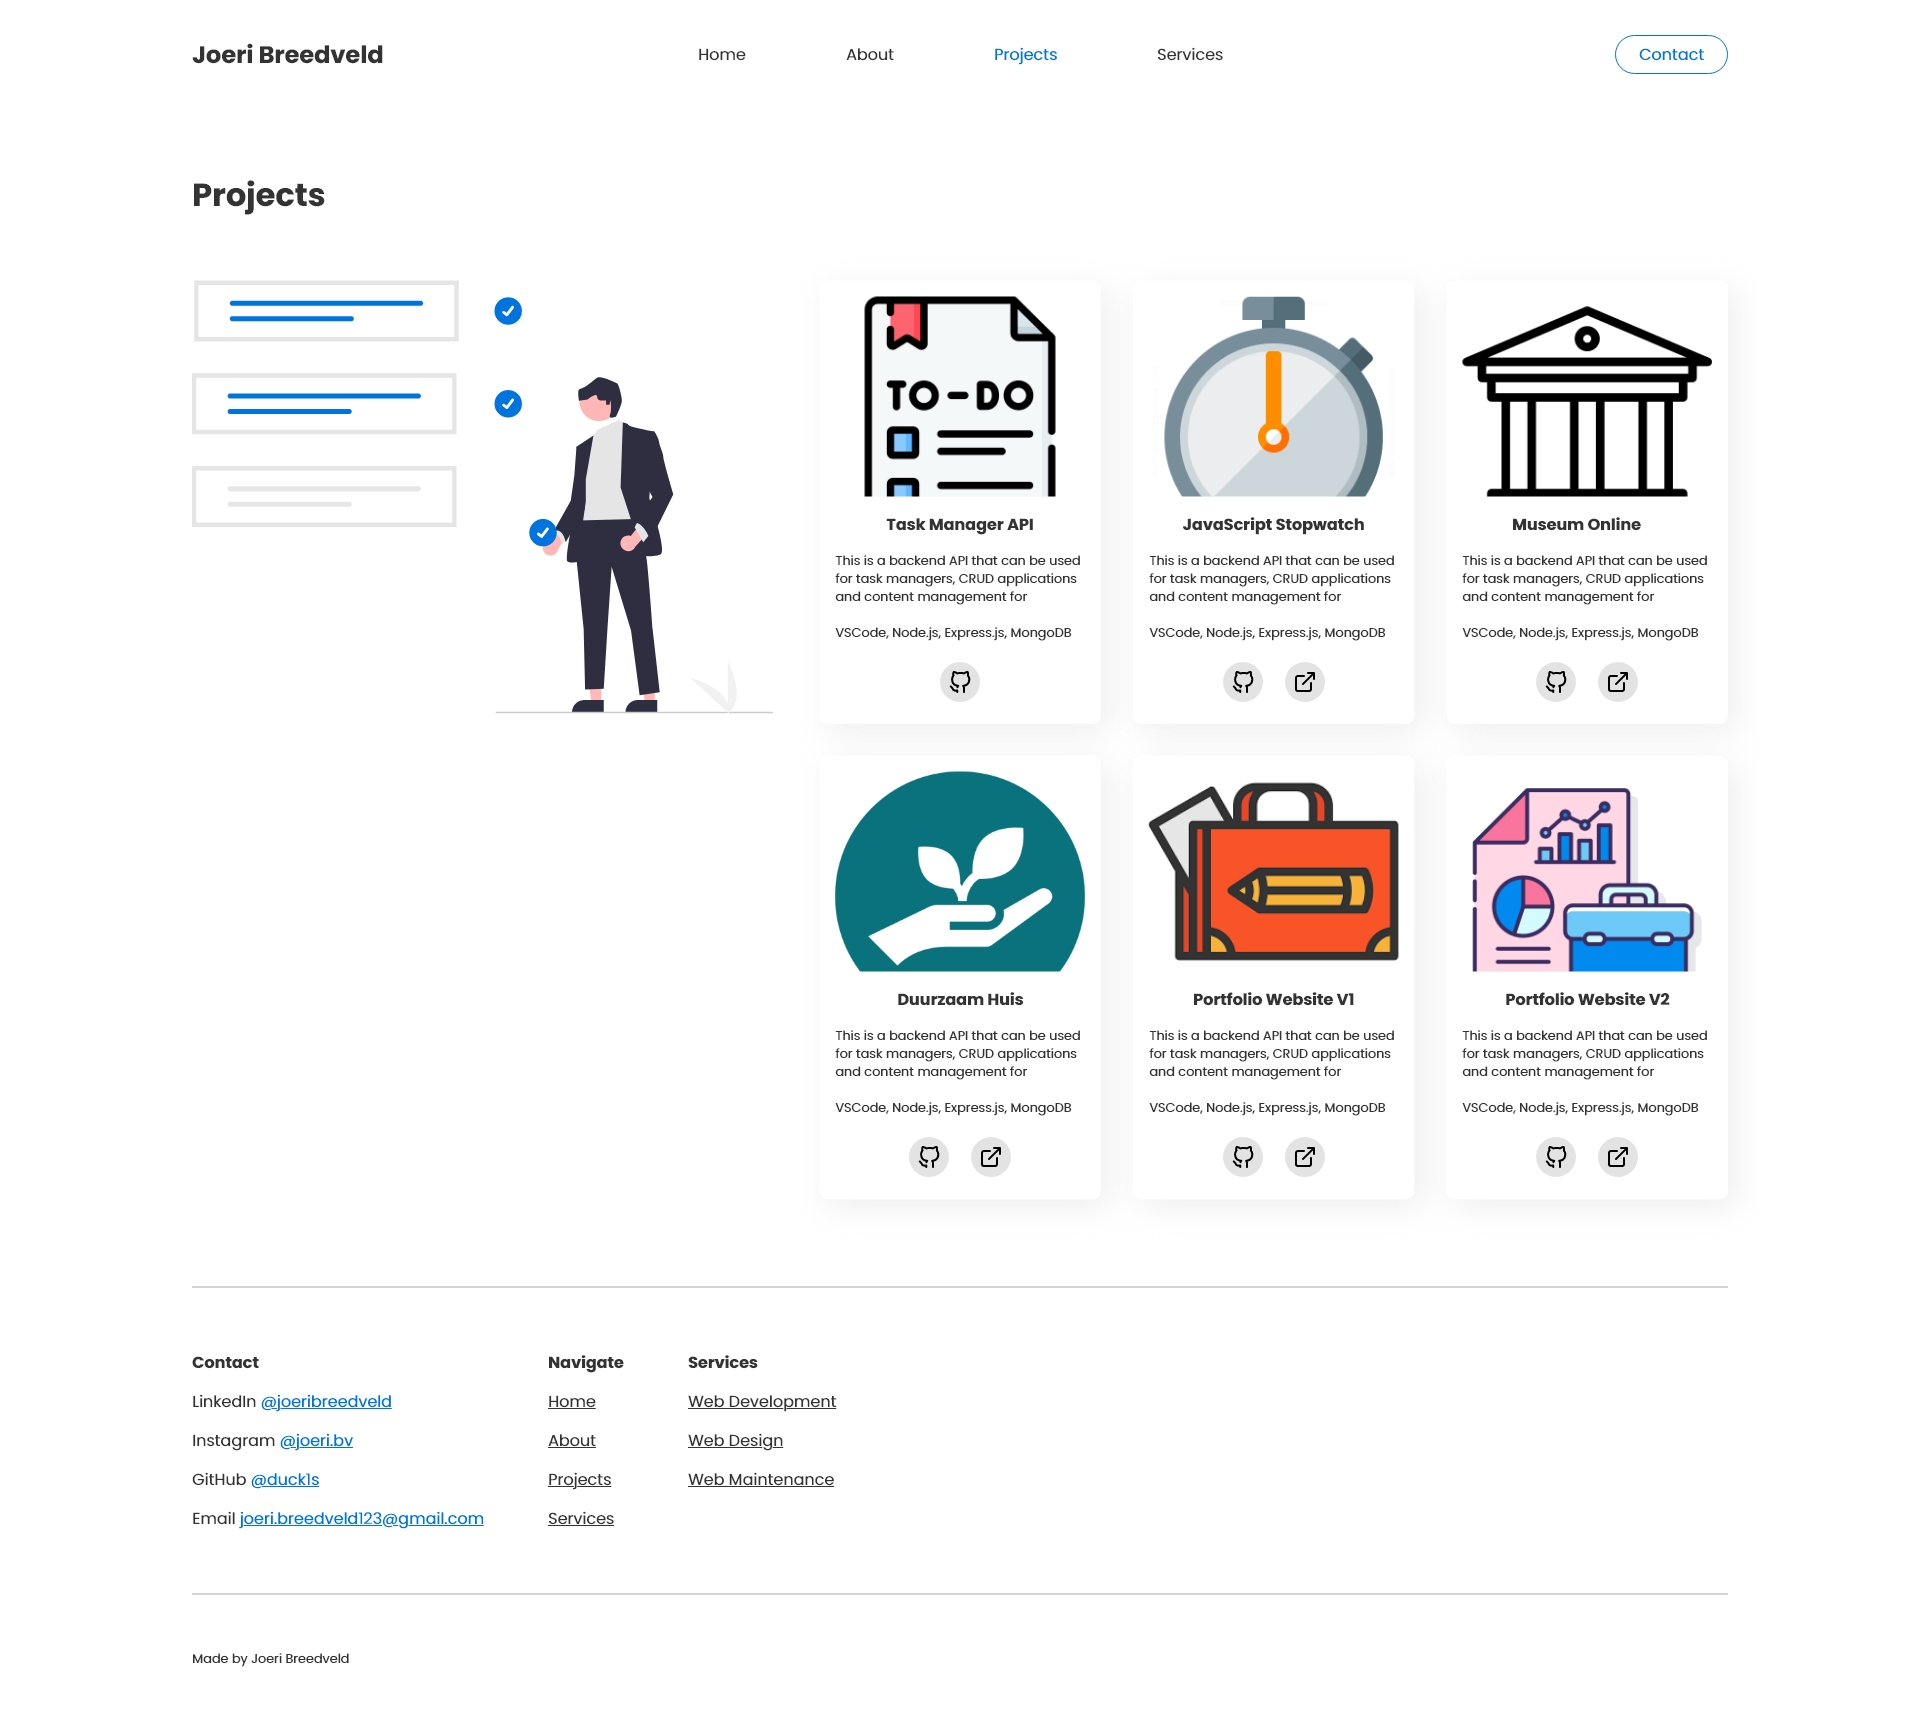 Joeri Breedveld
Home
About
Projects
Services
Contact
Projects
TO-DO
Task Manager API
This is a backend API that can be used
for task managers, CRUD applications
and content management for
VSCode, Node.js, Express.js, MongoDB
JavaScript Stopwatch
This is a backend API that can be used
for task managers, CRUD applications
and content management for
VSCode, Node.js, Express.js, MongoDB
Museum Online
This is a backend API that can be used
for task managers, CRUD applications
and content management for
VSCode, Node.js, Express.js, MongoDB
Duurzaam Huis
This is a backend API that can be used
for task managers, CRUD applications
and content management for
VSCode, Node.js, Express.js, MongoDB
Portfolio Website V1
This is a backend API that can be used
for task managers, CRUD applications
and content management for
VSCode, Node.js, Express.js, MongoDB
Portfolio Website V2
This is a backend API that can be used
for task managers, CRUD applications
and content management for
VSCode, Node.js, Express.js, MongoDB
Contact
LinkedIn @joeribreedveld
Instagram @joeri.bv
GitHub @duck1s
Email joeri.breedveld123@gmail.com
Navigate
Home
About
Projects
Services
Services
Web Development
Web Design
Web Maintenance
Made by Joeri Breedveld